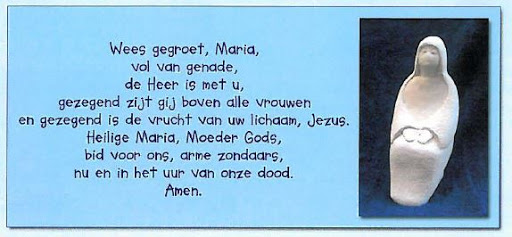 Wees gegroet, Maria,
vol van genade,
de Heer is met u,
gezegend zijt gij boven alle vrouwen
en gezegend is de vrucht van uw lichaam, Jezus.
Heilige Maria, Moeder Gods,
bid voor ons, arme zondaars,
nu en in het uur van onze dood.
Amen.